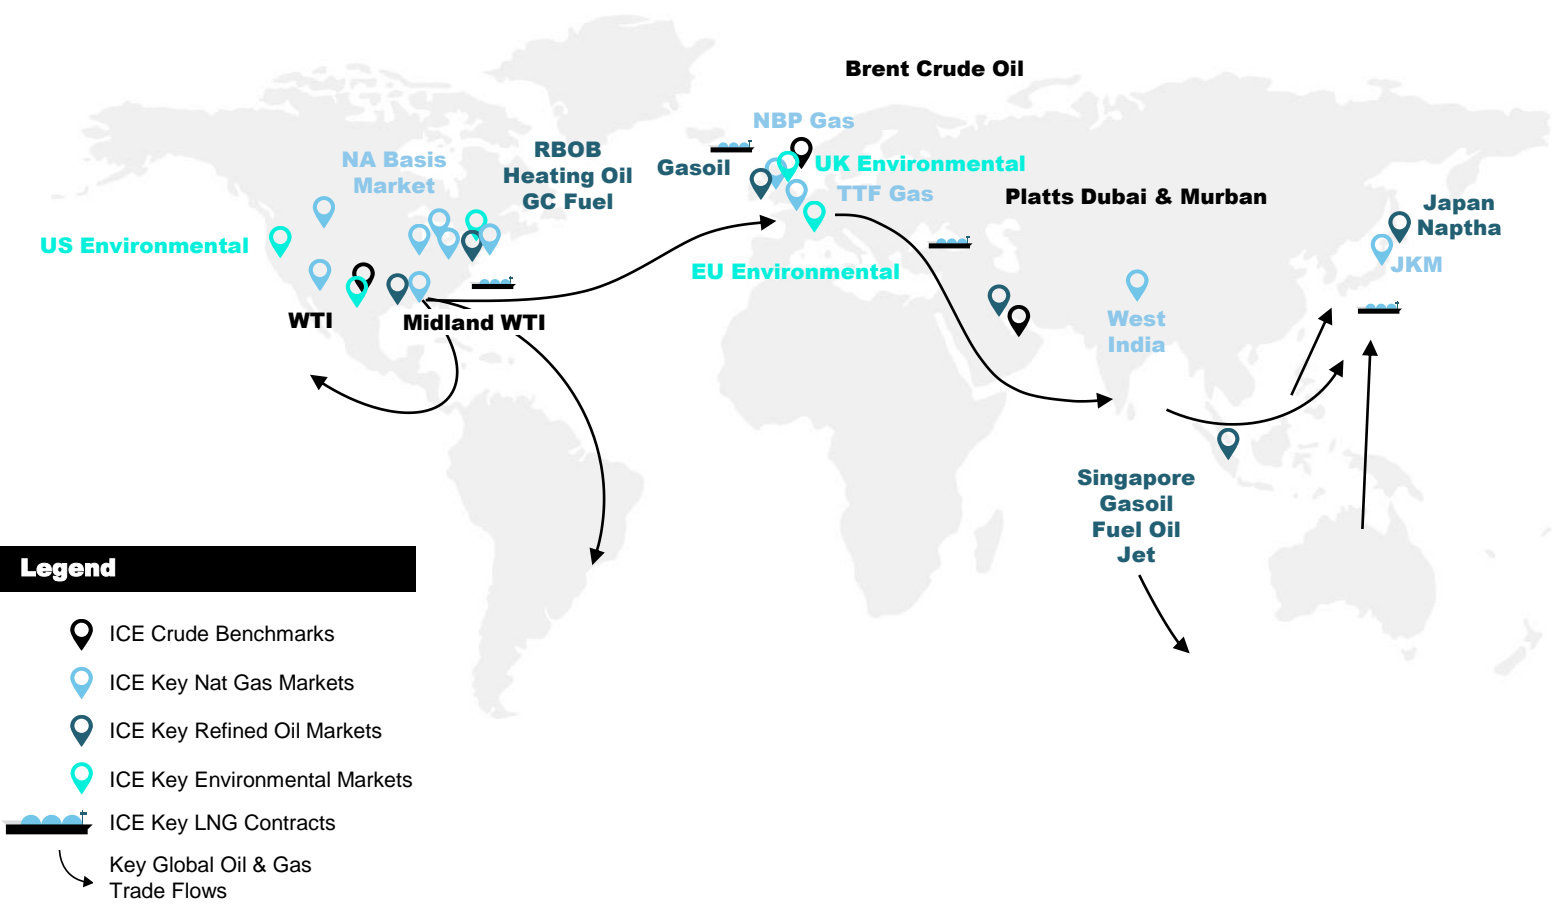 Brent Crude Oil
NBP Gas
RBOB
Heating Oil
GC Fuel
NA Basis
Market
Gasoil
UK Environmental
TTF Gas
Platts Dubai & Murban
Japan
Naptha
US Environmental
EU Environmental
JKM
WTI
Midland WTI
West
India
Singapore
Gasoil
Fuel Oil
Jet
Legend
ICE Crude Benchmarks
ICE Key Nat Gas Markets
ICE Key Refined Oil Markets
ICE Key Environmental Markets
ICE Key LNG Contracts
Key Global Oil & Gas
Trade Flows